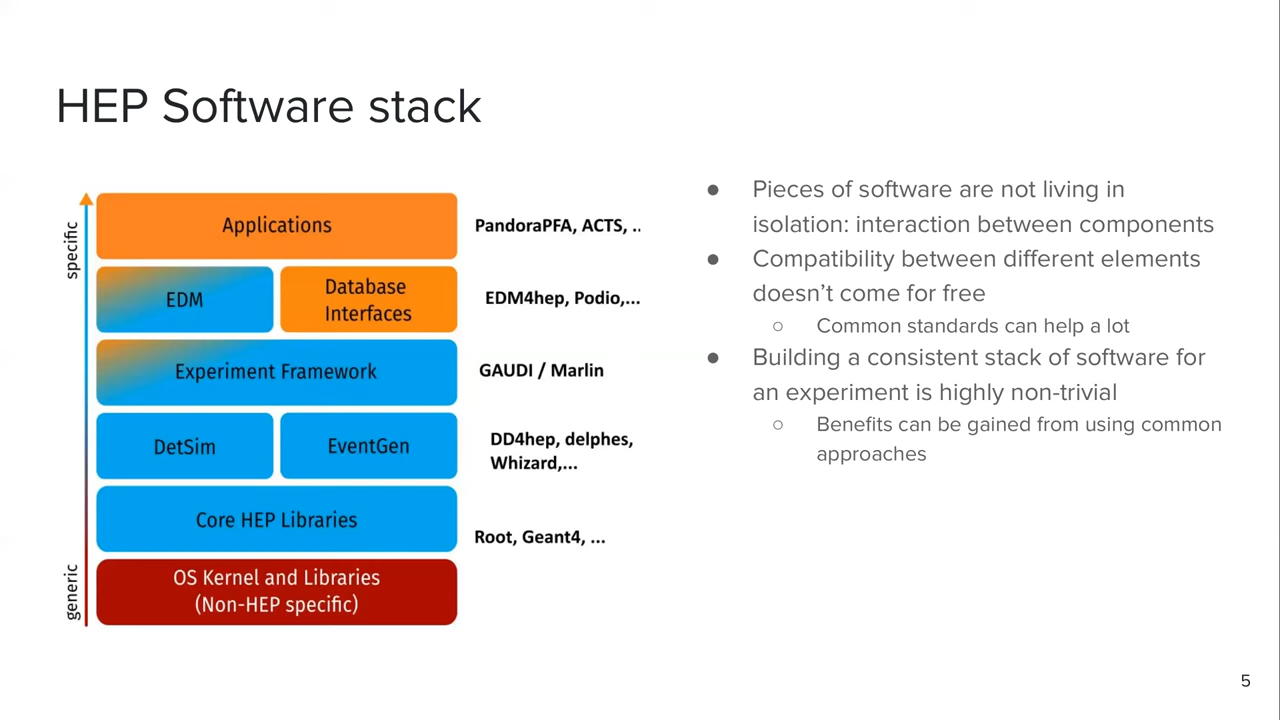 HEP Software stack
specific
generic
Applications
PandoraPFA, ACTS, ..
EDM
Database
Interfaces
EDM4hep, Podio,...
Experiment Framework
GAUDI / Marlin
DetSim
EventGen
DD4hep, delphes,
Whizard,...
Core HEP Libraries
Root, Geant4, ...
OS Kernel and Libraries
(Non-HEP specific)
● Pieces of software are not living in
isolation: interaction between components
● Compatibility between different elements
doesn’t come for free
○ Common standards can help a lot
● Building a consistent stack of software for
an experiment is highly non-trivial
○ Benefits can be gained from using common
approaches
5